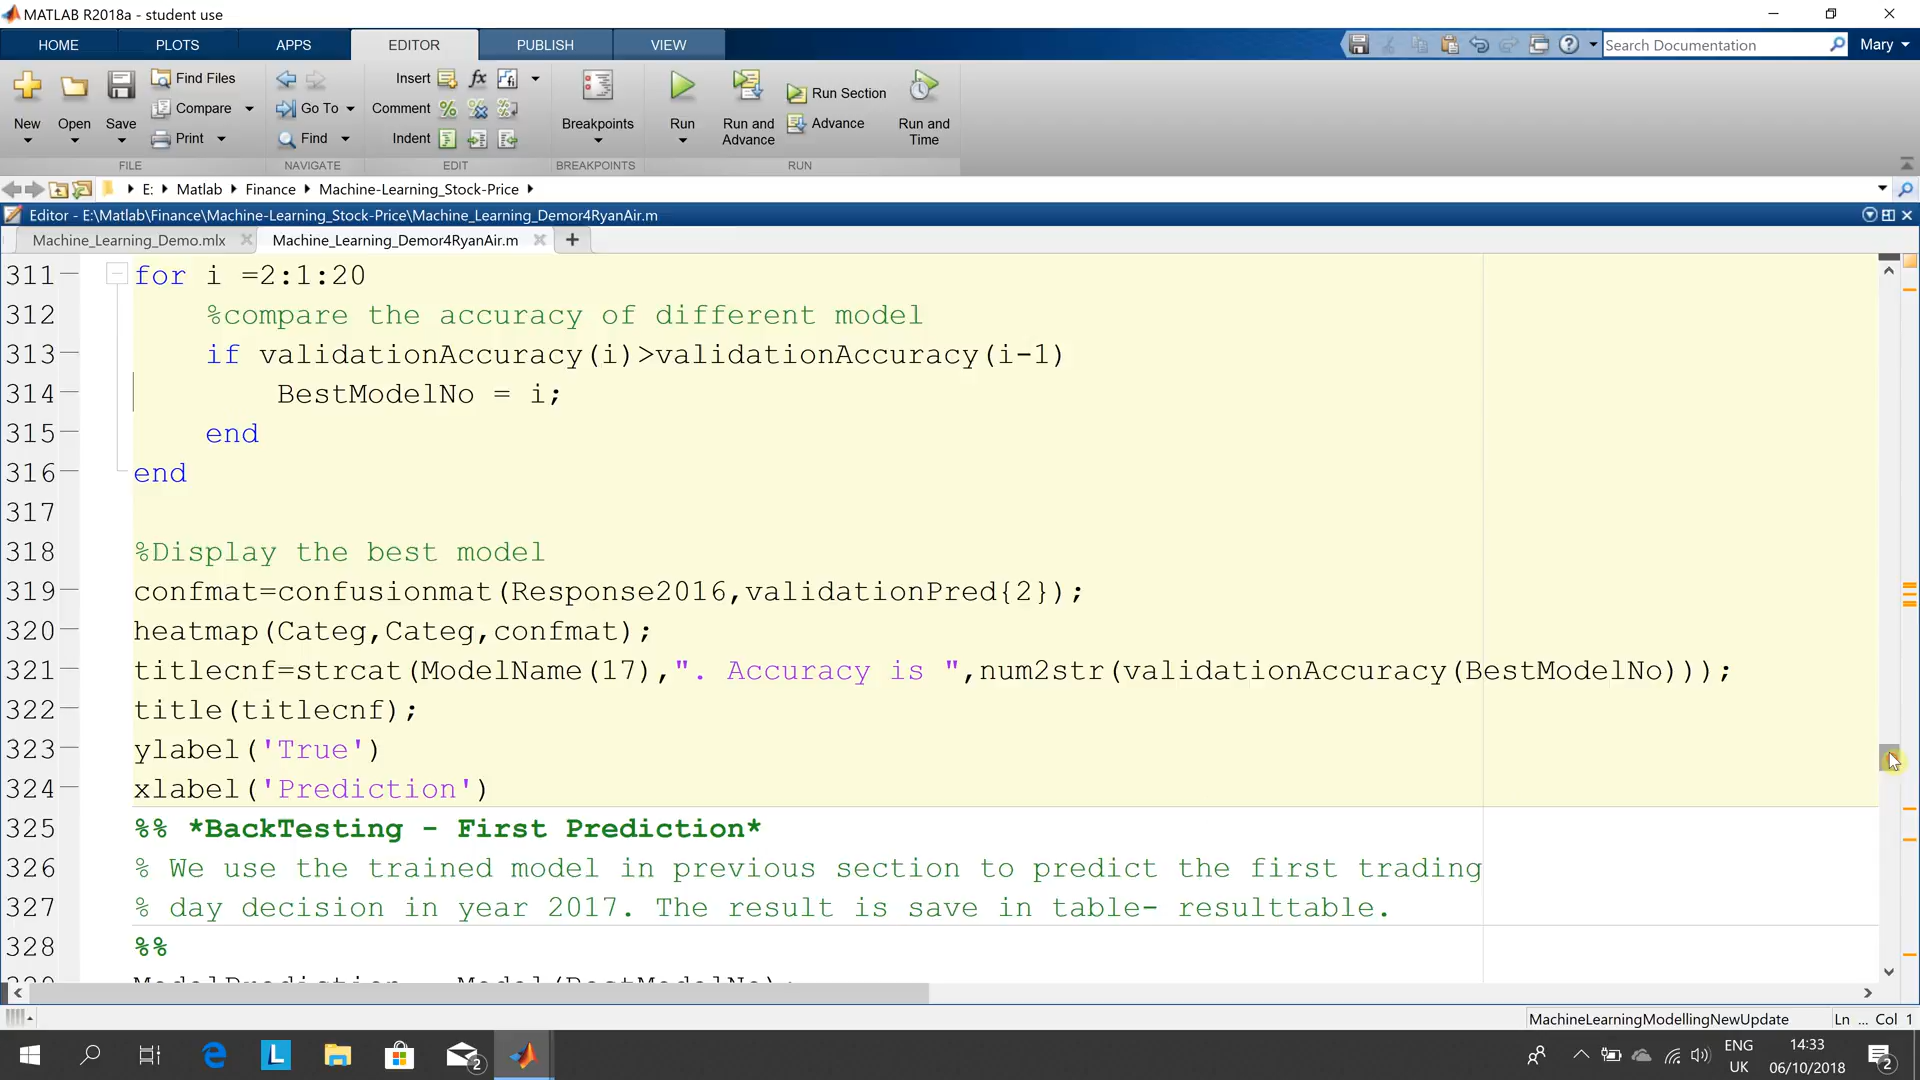 MATLAB R2018a - student use
HOME PLOTS APPS EDITOR PUBLISH VIEW
Search Documentation
Mary
New
Open
Save
Find Files
Compare
Print
FILE
Go To
Find
NAVIGATE
Insert
Comment
Indent
EDIT
Breakpoints
BREAKPOINTS
Run
Run and Advance
Run Section
Advance
Run and Time
RUN
E: Matlab Finance Machine-Learning_Stock-Price
Editor - E:\Matlab\Finance\Machine-Learning_Stock-Price\Machine_Learning_Demor4RyanAir.m
Machine_Learning_Demo.mlx Machine_Learning_Demor4RyanAir.m
311 for i =2:1:20
312 %compare the accuracy of different model
313 if validationAccuracy(i)>validationAccuracy(i-1)
314 BestModelNo = i;
315 end
316 end
317
318 %Display the best model
319 confmat=confusionmat(Response2016,validationPred{2});
320 heatmap(Categ,Categ,confmat);
321 titlecnf=strcat(ModelName(17),". Accuracy is ",num2str(validationAccuracy(BestModelNo)));
322 title(titlecnf);
323 ylabel('True')
324 xlabel('Prediction')
325 %% *BackTesting - First Prediction*
326 % We use the trained model in previous section to predict the first trading
327 % day decision in year 2017. The result is save in table- resulttable.
328 %%
MachineLearningModellingNewUpdate Ln ... Col 1
2
ENG
UK
14:33
06/10/2018
2